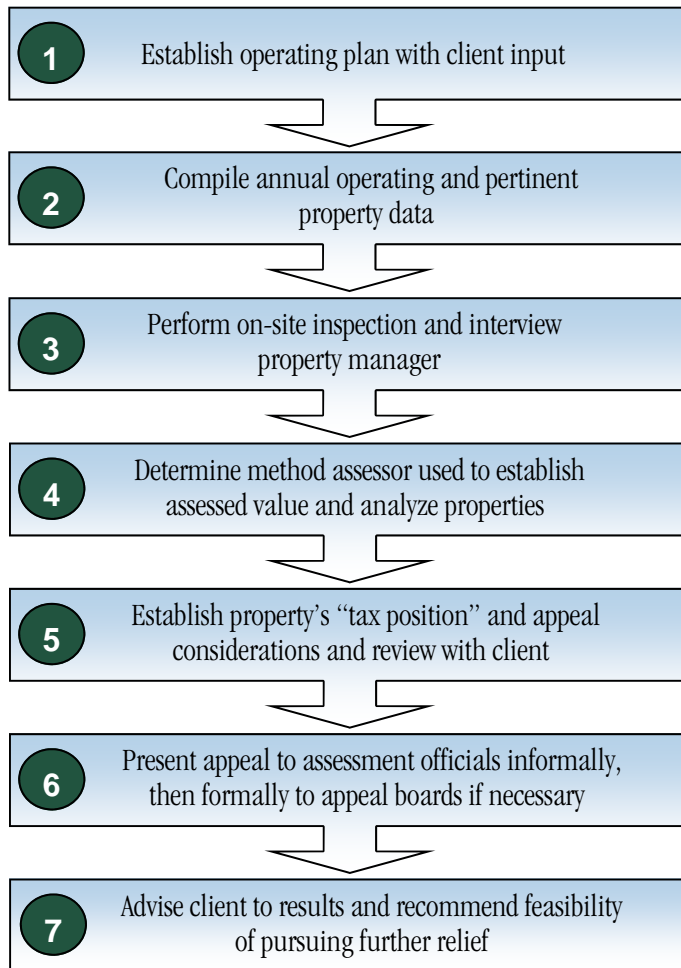 1
Establish operating plan with client input
2
Compile annual operating and pertinent
property data
3
Perform on-site inspection and interview
property manager
4
Determine method assessor used to establish
assessed value and analyze properties
5
Establish property’s “tax position” and appeal
considerations and review with client
6
Present appeal to assessment officials informally,
then formally to appeal boards if necessary
7
Advise client to results and recommend feasibility
of pursuing further relief